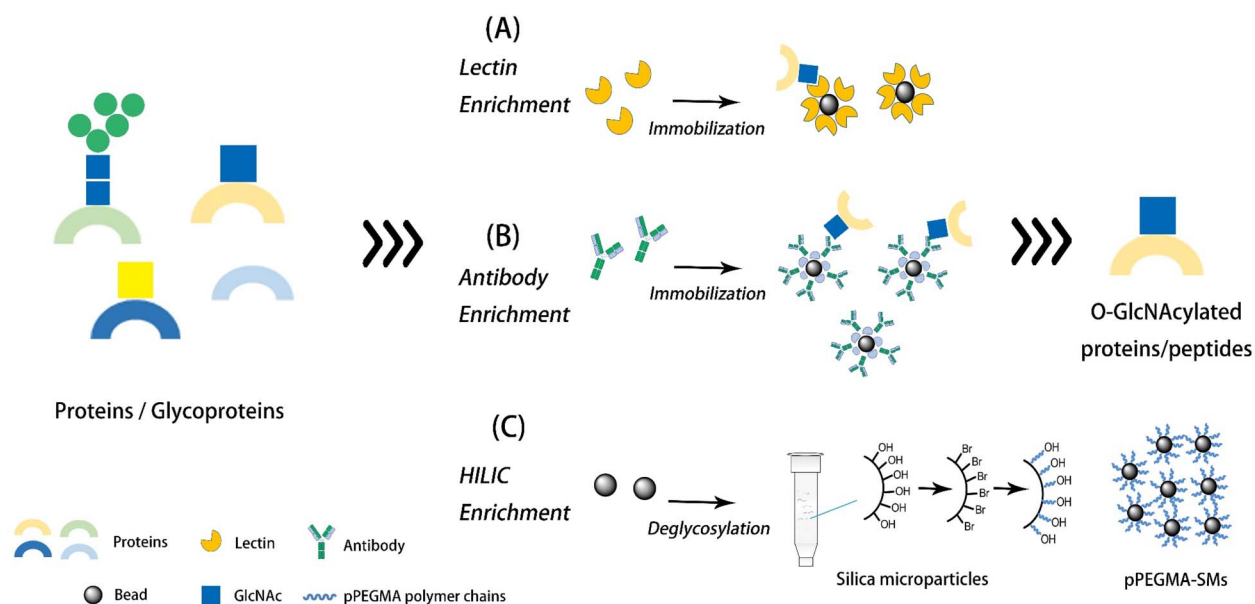 (A)
Lectin
Enrichment
Immobilization
(B)
Antibody
Enrichment
Immobilization
O-GlcNAcylated
proteins/peptides
Proteins / Glycoproteins
(C)
HILIC
Enrichment
Deglycosylation
OH
OH
OH
OH
OH
OH
Br
Br
Br
Br
Br
Br
OH
OH
OH
OH
OH
OH
Silica microparticles
pPEGMA-SMs
Proteins
Lectin
Antibody
Bead
GlcNAc
pPEGMA polymer chains